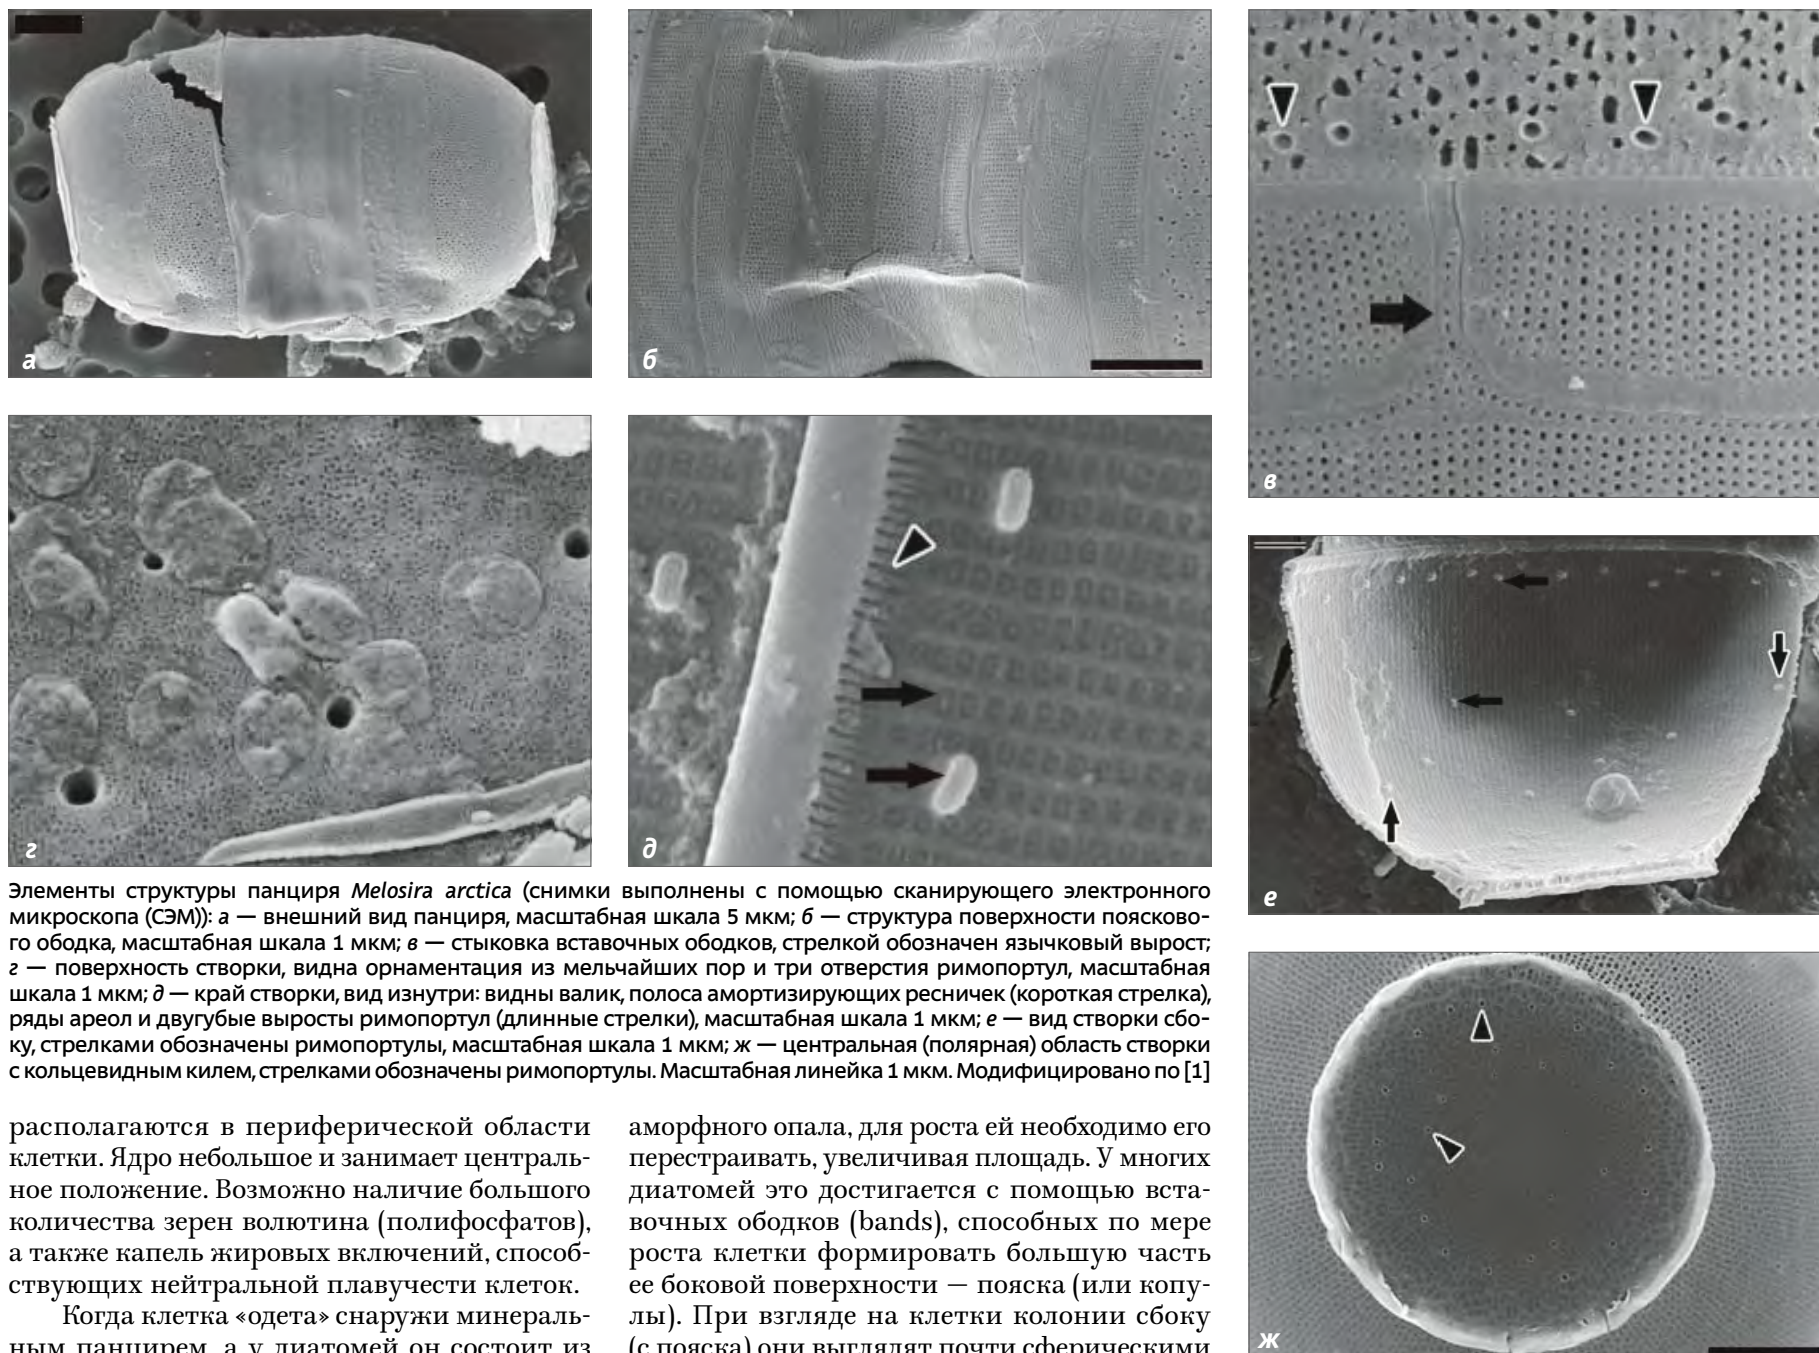 а
б
в
г
д
е
ж
Элементы структуры панциря Melosira arctica (снимки выполнены с помощью сканирующего электронного
микроскопа (СЭМ)): а — внешний вид панциря, масштабная шкала 5 мкм; б — структура поверхности поясково-
го ободка, масштабная шкала 1 мкм; в — стыковка вставочных ободков, стрелкой обозначен язычковый вырост;
г — поверхность створки, видна орнаментация из мельчайших пор и три отверстия римопортул, масштабная
шкала 1 мкм; д — край створки, вид изнутри: видны валик, полоса амортизирующих ресничек (короткая стрелка),
ряды ареол и двугубые выросты римопортул (длинные стрелки), масштабная шкала 1 мкм; е — вид створки сбо-
ку, стрелками обозначены римопортулы, масштабная шкала 1 мкм; ж — центральная (полярная) область створки
с кольцевидным килем, стрелками обозначены римопортулы. Масштабная линейка 1 мкм. Модифицировано по [1]
располагаются в периферической области
клетки. Ядро небольшое и занимает централь-
ное положение. Возможно наличие большого
количества зерен волютина (полифосфатов),
а также капель жировых включений, способ-
ствующих нейтральной плавучести клеток.
Когда клетка «одета» снаружи минераль-
ным панцирем, а у диатомей он состоит из
аморфного опала, для роста ей необходимо его
перестраивать, увеличивая площадь. У многих
диатомей это достигается с помощью вста-
вочных ободков (bands), способных по мере
роста клетки формировать большую часть
ее боковой поверхности — пояска (или копу-
лы). При взгляде на клетки колонии сбоку
(с пояска) они выглядят почти сферическими